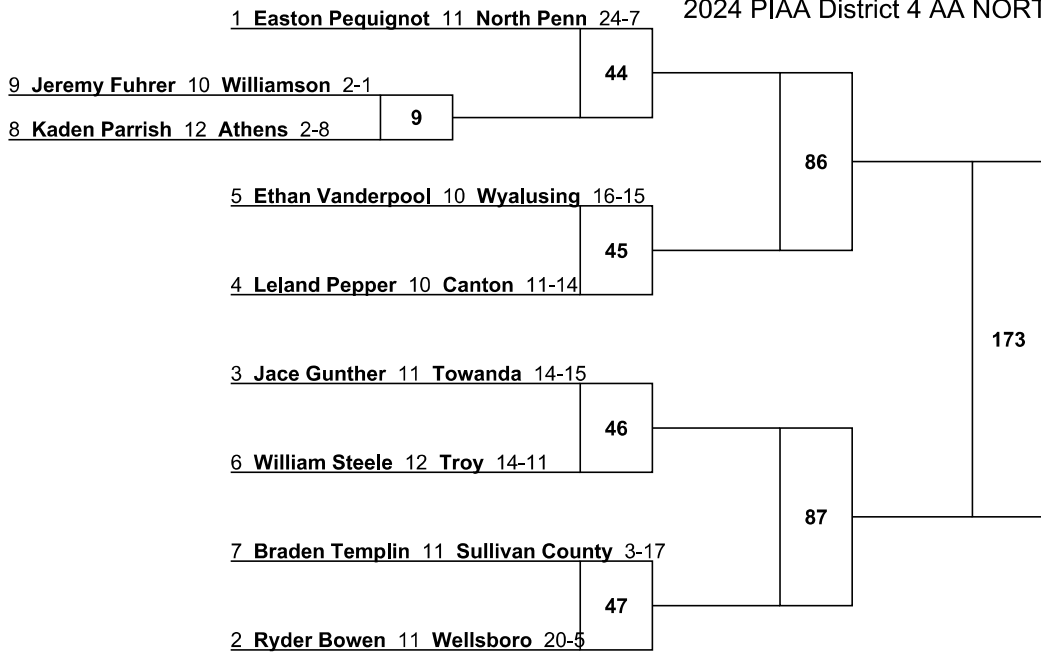 2024 PIAA District 4 AA NORT
1 Easton Pequignot 11 North Penn 24-7
44
9 Jeremy Fuhrer 10 Williamson 2-1
9
8 Kaden Parrish 12 Athens 2-8
86
5 Ethan Vanderpool 10 Wyalusing 16-15
45
4 Leland Pepper 10 Canton 11-14
173
3 Jace Gunther 11 Towanda 14-15
46
6 William Steele 12 Troy 14-11
87
7 Braden Templin 11 Sullivan County 3-17
47
2 Ryder Bowen 11 Wellsboro 20-5